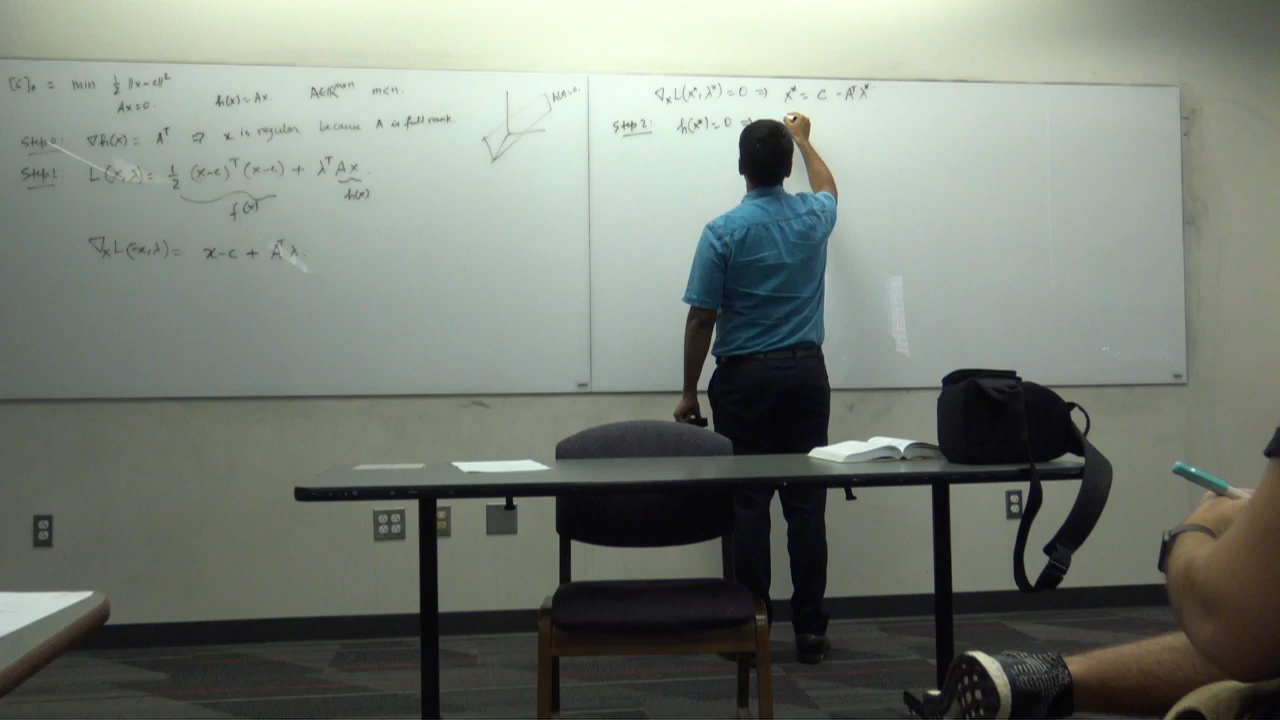 [c]₊ = min ½ ||x-c||²
Ax=0. h(x)=Ax. A∈ℝᵐˣⁿ m<n.
h(x)=0.
Step 0: ∇h(x) = Aᵀ ⇒ x is regular because A is full rank
Step 1: L(x,λ) = ½ (x-c)ᵀ(x-c) + λᵀAx.
f(x) h(x)
∇ₓL(x,λ) = x-c + Aᵀλ.
∇ₓL(x*,λ*) = 0 ⇒ x* = c - Aᵀλ*
Step 2: h(x*) = 0 ⇒